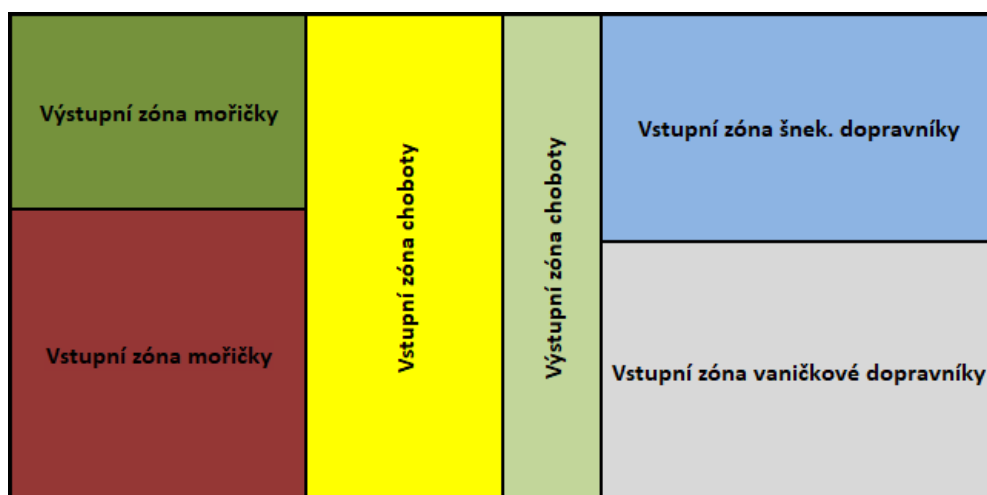 Výstupní zóna mořičky
Vstupní zóna mořičky
Vstupní zóna choboty
Výstupní zóna choboty
Vstupní zóna šnek. dopravníky
Vstupní zóna vaničkové dopravníky